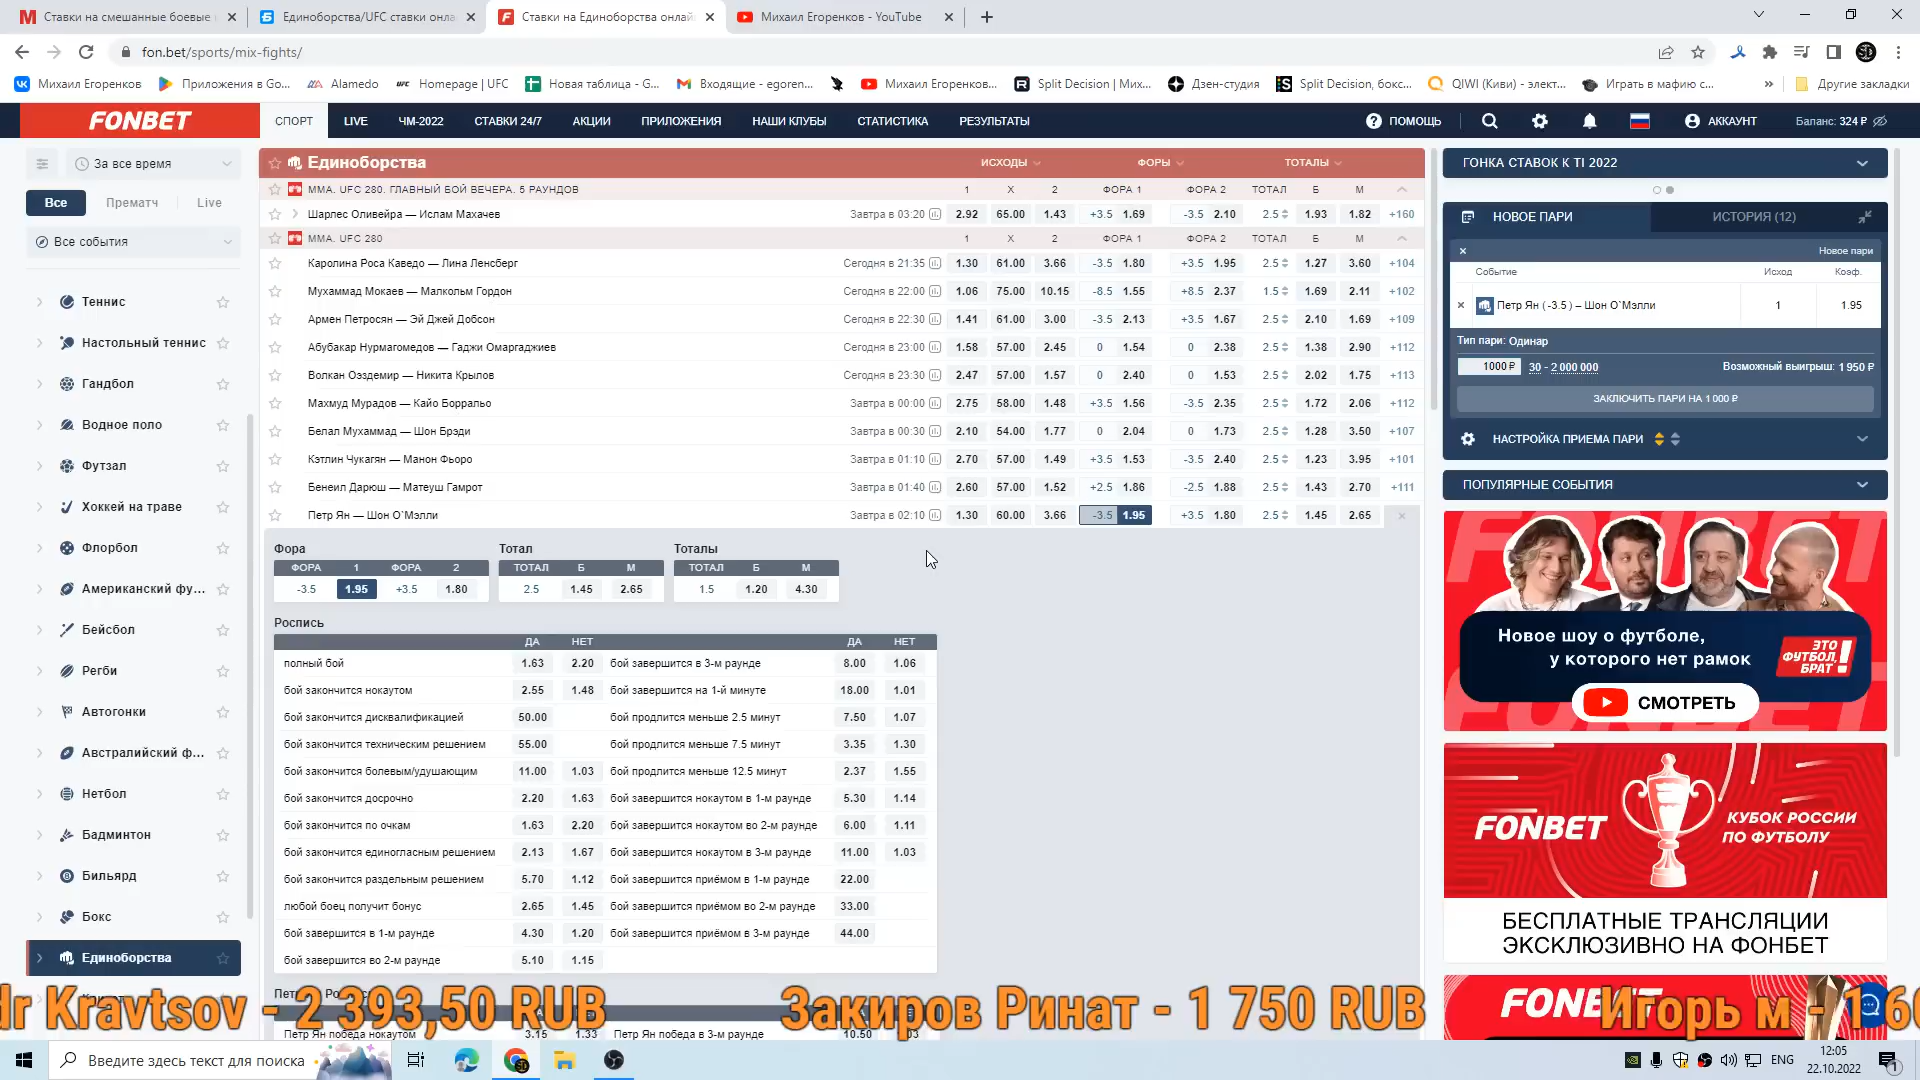 Ставки на смешанные боевые
Единоборства/UFC ставки онла
Ставки на Единоборства онлай
Михаил Егоренков - YouTube
fon.bet/sports/mix-fights/
Михаил Егоренков
Приложения в Go...
Alamedo
Homepage | UFC
Новая таблица - G...
Входящие - egoren...
Михаил Егоренков...
Split Decision | Мих...
Дзен-студия
Split Decision, бокс...
QIWI (Киви) - элект...
Играть в мафию с...
»
Другие закладки
FONBET
СПОРТ LIVE ЧМ-2022 СТАВКИ 24/7 АКЦИИ ПРИЛОЖЕНИЯ НАШИ КЛУБЫ СТАТИСТИКА РЕЗУЛЬТАТЫ
ПОМОЩЬ АККАУНТ Баланс: 324 ₽
За все время
Все Прематч Live
Все события
Теннис
Настольный теннис
Гандбол
Водное поло
Футзал
Хоккей на траве
Флорбол
Американский фу...
Бейсбол
Регби
Автогонки
Австралийский ф...
Нетбол
Бадминтон
Бильярд
Бокс
Единоборства
Единоборства ИСХОДЫ ФОРЫ ТОТАЛЫ
ММА. UFC 280. ГЛАВНЫЙ БОЙ ВЕЧЕРА. 5 РАУНДОВ 1 X 2 ФОРА 1 ФОРА 2 ТОТАЛ Б М
Шарлес Оливейра — Ислам Махачев Завтра в 03:20 2.92 65.00 1.43 +3.5 1.69 -3.5 2.10 2.5 1.93 1.82 +160
ММА. UFC 280 1 X 2 ФОРА 1 ФОРА 2 ТОТАЛ Б М
Каролина Роса Каведо — Лина Ленсберг Сегодня в 21:35 1.30 61.00 3.66 -3.5 1.80 +3.5 1.95 2.5 1.27 3.60 +104
Мухаммад Мокаев — Малкольм Гордон Сегодня в 22:00 1.06 75.00 10.15 -8.5 1.55 +8.5 2.37 1.5 1.69 2.11 +102
Армен Петросян — Эй Джей Добсон Сегодня в 22:30 1.41 61.00 3.00 -3.5 2.13 +3.5 1.67 2.5 2.10 1.69 +109
Абубакар Нурмагомедов — Гаджи Омаргаджиев Сегодня в 23:00 1.58 57.00 2.45 0 1.54 0 2.38 2.5 1.38 2.90 +112
Волкан Оэздемир — Никита Крылов Сегодня в 23:30 2.47 57.00 1.57 0 2.40 0 1.53 2.5 2.02 1.75 +113
Махмуд Мурадов — Кайо Борральо Завтра в 00:00 2.75 58.00 1.48 +3.5 1.56 -3.5 2.35 2.5 1.72 2.06 +112
Белал Мухаммад — Шон Брэди Завтра в 00:30 2.10 54.00 1.77 0 2.04 0 1.73 2.5 1.28 3.50 +107
Кэтлин Чукагян — Манон Фьоро Завтра в 01:10 2.70 57.00 1.49 +3.5 1.53 -3.5 2.40 2.5 1.23 3.95 +101
Бенеил Дарюш — Матеуш Гамрот Завтра в 01:40 2.60 57.00 1.52 +2.5 1.86 -2.5 1.88 2.5 1.43 2.70 +111
Петр Ян — Шон О`Мэлли Завтра в 02:10 1.30 60.00 3.66 -3.5 1.95 +3.5 1.80 2.5 1.45 2.65
Фора Тотал Тоталы
ФОРА 1 ФОРА 2 ТОТАЛ Б М ТОТАЛ Б М
-3.5 1.95 +3.5 1.80 2.5 1.45 2.65 1.5 1.20 4.30
Роспись
ДА НЕТ ДА НЕТ
полный бой 1.63 2.20 бой завершится в 3-м раунде 8.00 1.06
бой закончится нокаутом 2.55 1.48 бой завершится на 1-й минуте 18.00 1.01
бой закончится дисквалификацией 50.00 бой продлится меньше 2.5 минут 7.50 1.07
бой закончится техническим решением 55.00 бой продлится меньше 7.5 минут 3.35 1.30
бой закончится болевым/удушающим 11.00 1.03 бой продлится меньше 12.5 минут 2.37 1.55
бой закончится досрочно 2.20 1.63 бой завершится нокаутом в 1-м раунде 5.30 1.14
бой закончится по очкам 1.63 2.20 бой завершится нокаутом во 2-м раунде 6.00 1.11
бой закончится единогласным решением 2.13 1.67 бой завершится нокаутом в 3-м раунде 11.00 1.03
бой закончится раздельным решением 5.70 1.12 бой завершится приёмом в 1-м раунде 22.00
любой боец получит бонус 2.65 1.45 бой завершится приёмом во 2-м раунде 33.00
бой завершится в 1-м раунде 4.30 1.20 бой завершится приёмом в 3-м раунде 44.00
бой завершится во 2-м раунде 5.10 1.15
Петр Ян победа нокаутом 3.15 1.33 Петр Ян победа в 3-м раунде 10.50
ГОНКА СТАВОК К TI 2022
НОВОЕ ПАРИ ИСТОРИЯ (12)
Новое пари
Событие Исход Коэф.
Петр Ян (-3.5) – Шон О`Мэлли 1 1.95
Тип пари: Одинар
1000 ₽ 30 - 2 000 000 Возможный выигрыш: 1 950 ₽
ЗАКЛЮЧИТЬ ПАРИ НА 1 000 ₽
НАСТРОЙКА ПРИЕМА ПАРИ
ПОПУЛЯРНЫЕ СОБЫТИЯ
FONBET
Новое шоу о футболе,
у которого нет рамок
ЭТО
ФУТБОЛ,
БРАТ!
СМОТРЕТЬ
FONBET
КУБОК РОССИИ
ПО ФУТБОЛУ
БЕСПЛАТНЫЕ ТРАНСЛЯЦИИ
ЭКСКЛЮЗИВНО НА ФОНБЕТ
dr Kravtsov - 2 393,50 RUB Закиров Ринат - 1 750 RUB Игорь м - 1 60
Введите здесь текст для поиска
ENG
12:05
22.10.2022
1